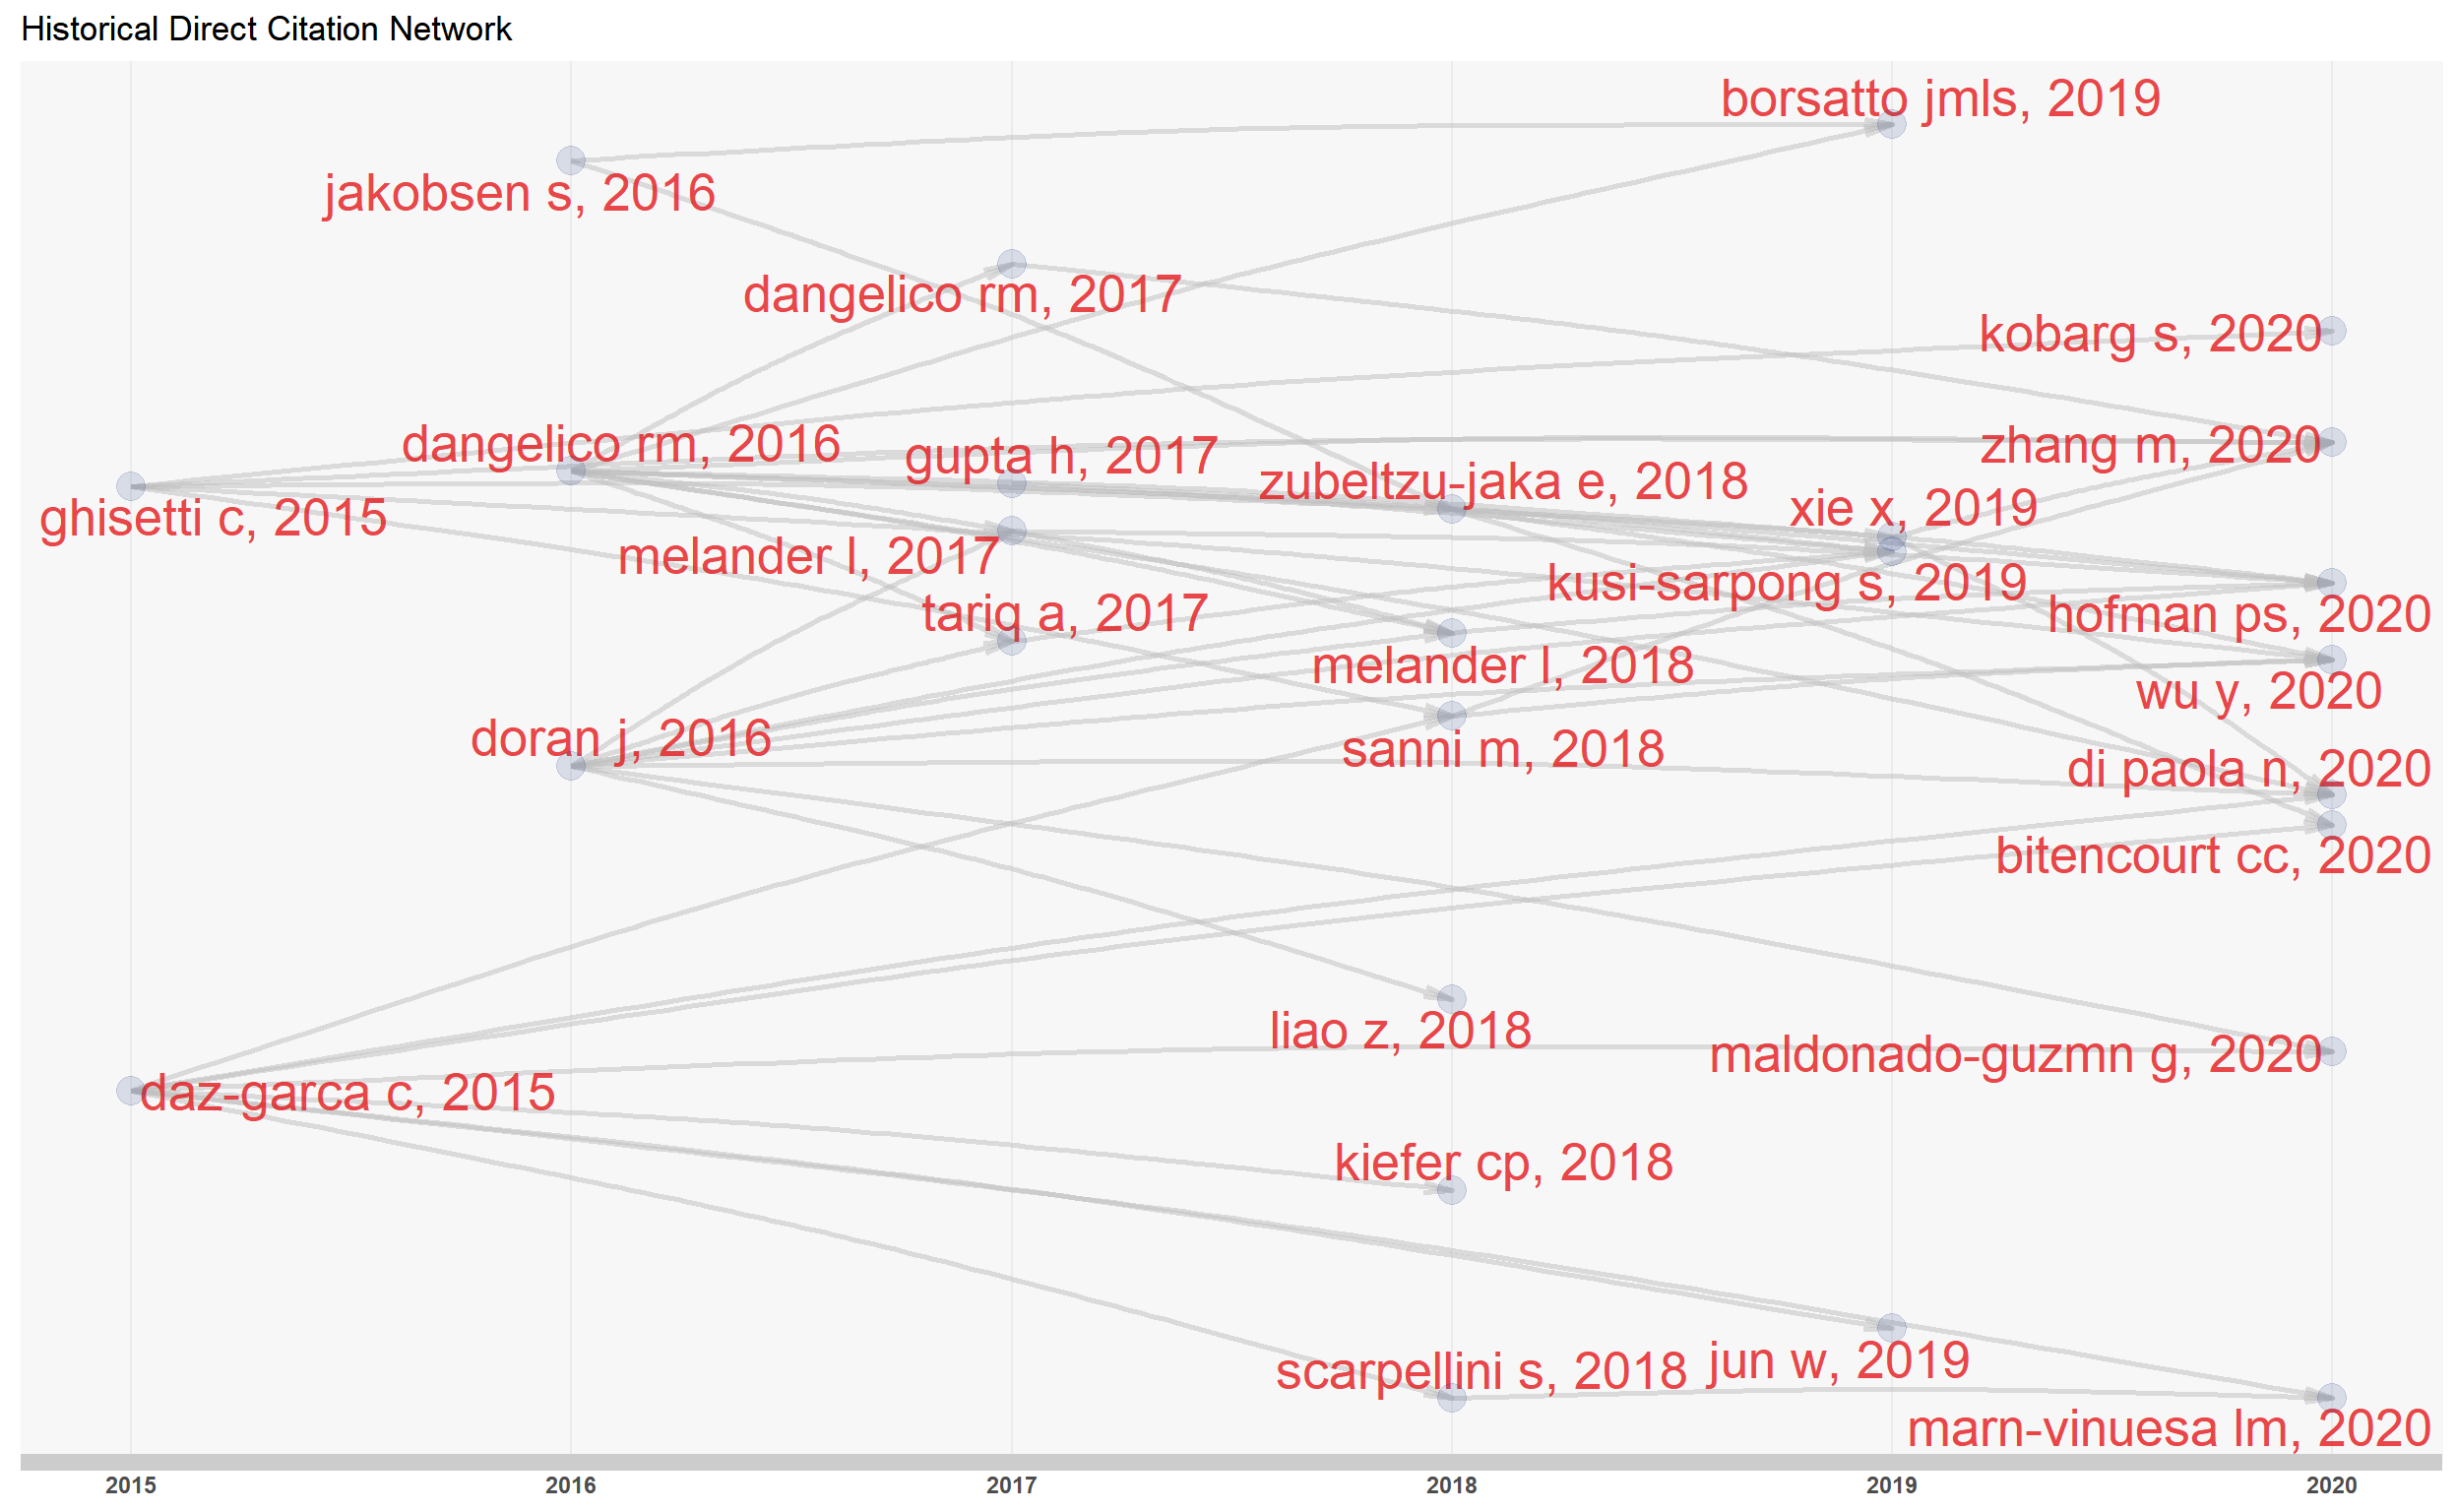 Historical Direct Citation Network
borsatto jmls, 2019
jakobsen s, 2016
dangelico rm, 2017
kobarg s, 2020
dangelico rm, 2016
gupta h, 2017
zhang m, 2020
zubeltzu-jaka e, 2018
xie x, 2019
ghisetti c, 2015
melander l, 2017
kusi-sarpong s, 2019
tariq a, 2017
hofman ps, 2020
melander l, 2018
wu y, 2020
doran j, 2016
sanni m, 2018
di paola n, 2020
bitencourt cc, 2020
liao z, 2018
maldonado-guzmn g, 2020
daz-garca c, 2015
kiefer cp, 2018
jun w, 2019
scarpellini s, 2018
marn-vinuesa lm, 2020
2015 2016 2017 2018 2019 2020